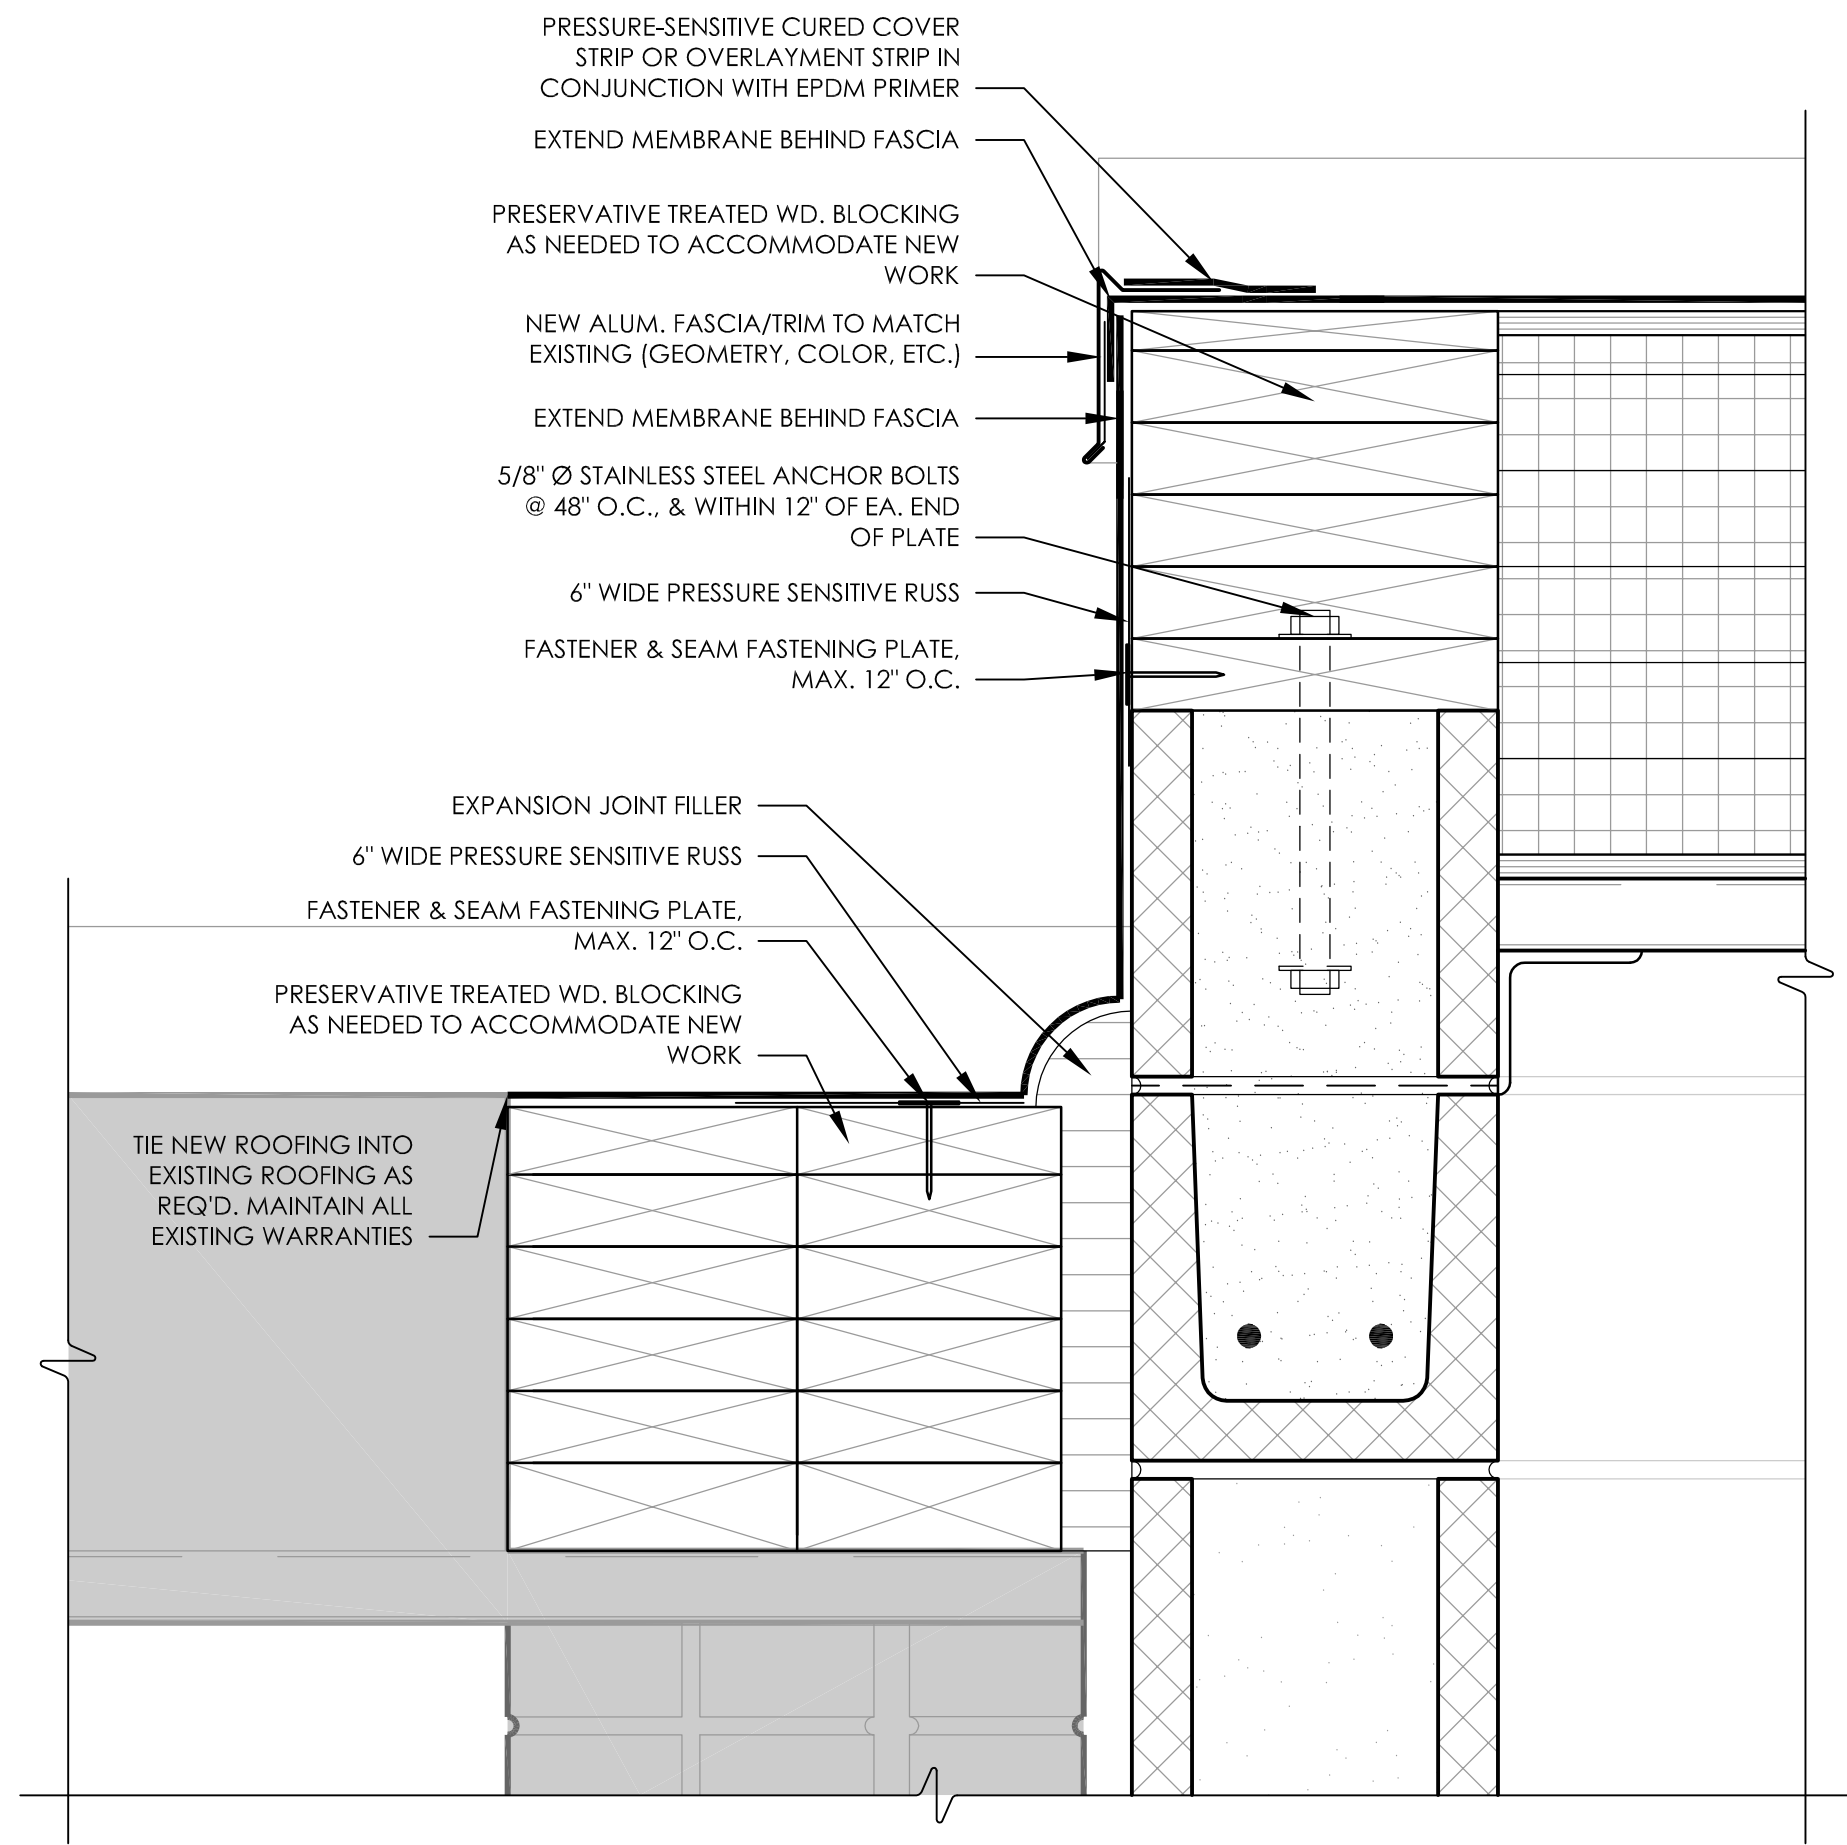 PRESSURE-SENSITIVE CURED COVER
STRIP OR OVERLAYMENT STRIP IN
CONJUNCTION WITH EPDM PRIMER
EXTEND MEMBRANE BEHIND FASCIA
PRESERVATIVE TREATED WD. BLOCKING
AS NEEDED TO ACCOMMODATE NEW
WORK
NEW ALUM. FASCIA/TRIM TO MATCH
EXISTING (GEOMETRY, COLOR, ETC.)
EXTEND MEMBRANE BEHIND FASCIA
5/8" Ø STAINLESS STEEL ANCHOR BOLTS
@ 48" O.C., & WITHIN 12" OF EA. END
OF PLATE
6" WIDE PRESSURE SENSITIVE RUSS
FASTENER & SEAM FASTENING PLATE,
MAX. 12" O.C.
EXPANSION JOINT FILLER
6" WIDE PRESSURE SENSITIVE RUSS
FASTENER & SEAM FASTENING PLATE,
MAX. 12" O.C.
PRESERVATIVE TREATED WD. BLOCKING
AS NEEDED TO ACCOMMODATE NEW
WORK
TIE NEW ROOFING INTO
EXISTING ROOFING AS
REQ'D. MAINTAIN ALL
EXISTING WARRANTIES